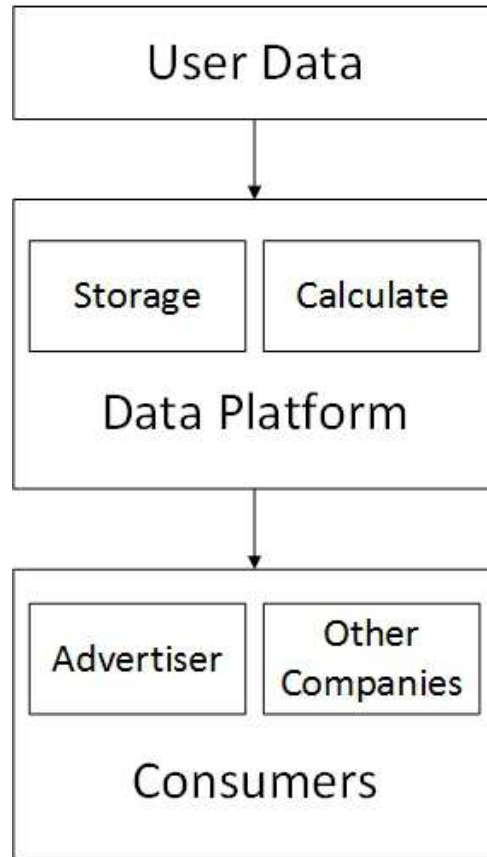 User Data
Storage
Calculate
Data Platform
Advertiser
Other
Companies
Consumers